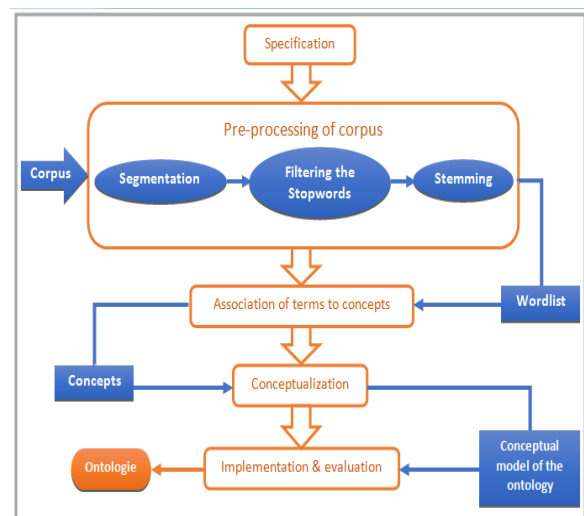 Specification
Pre-processing of corpus
Corpus
Segmentation
Filtering the
Stopwords
Stemming
Association of terms to concepts
Wordlist
Concepts
Conceptualization
Conceptual
model of the
ontology
Ontologie
Implementation & evaluation